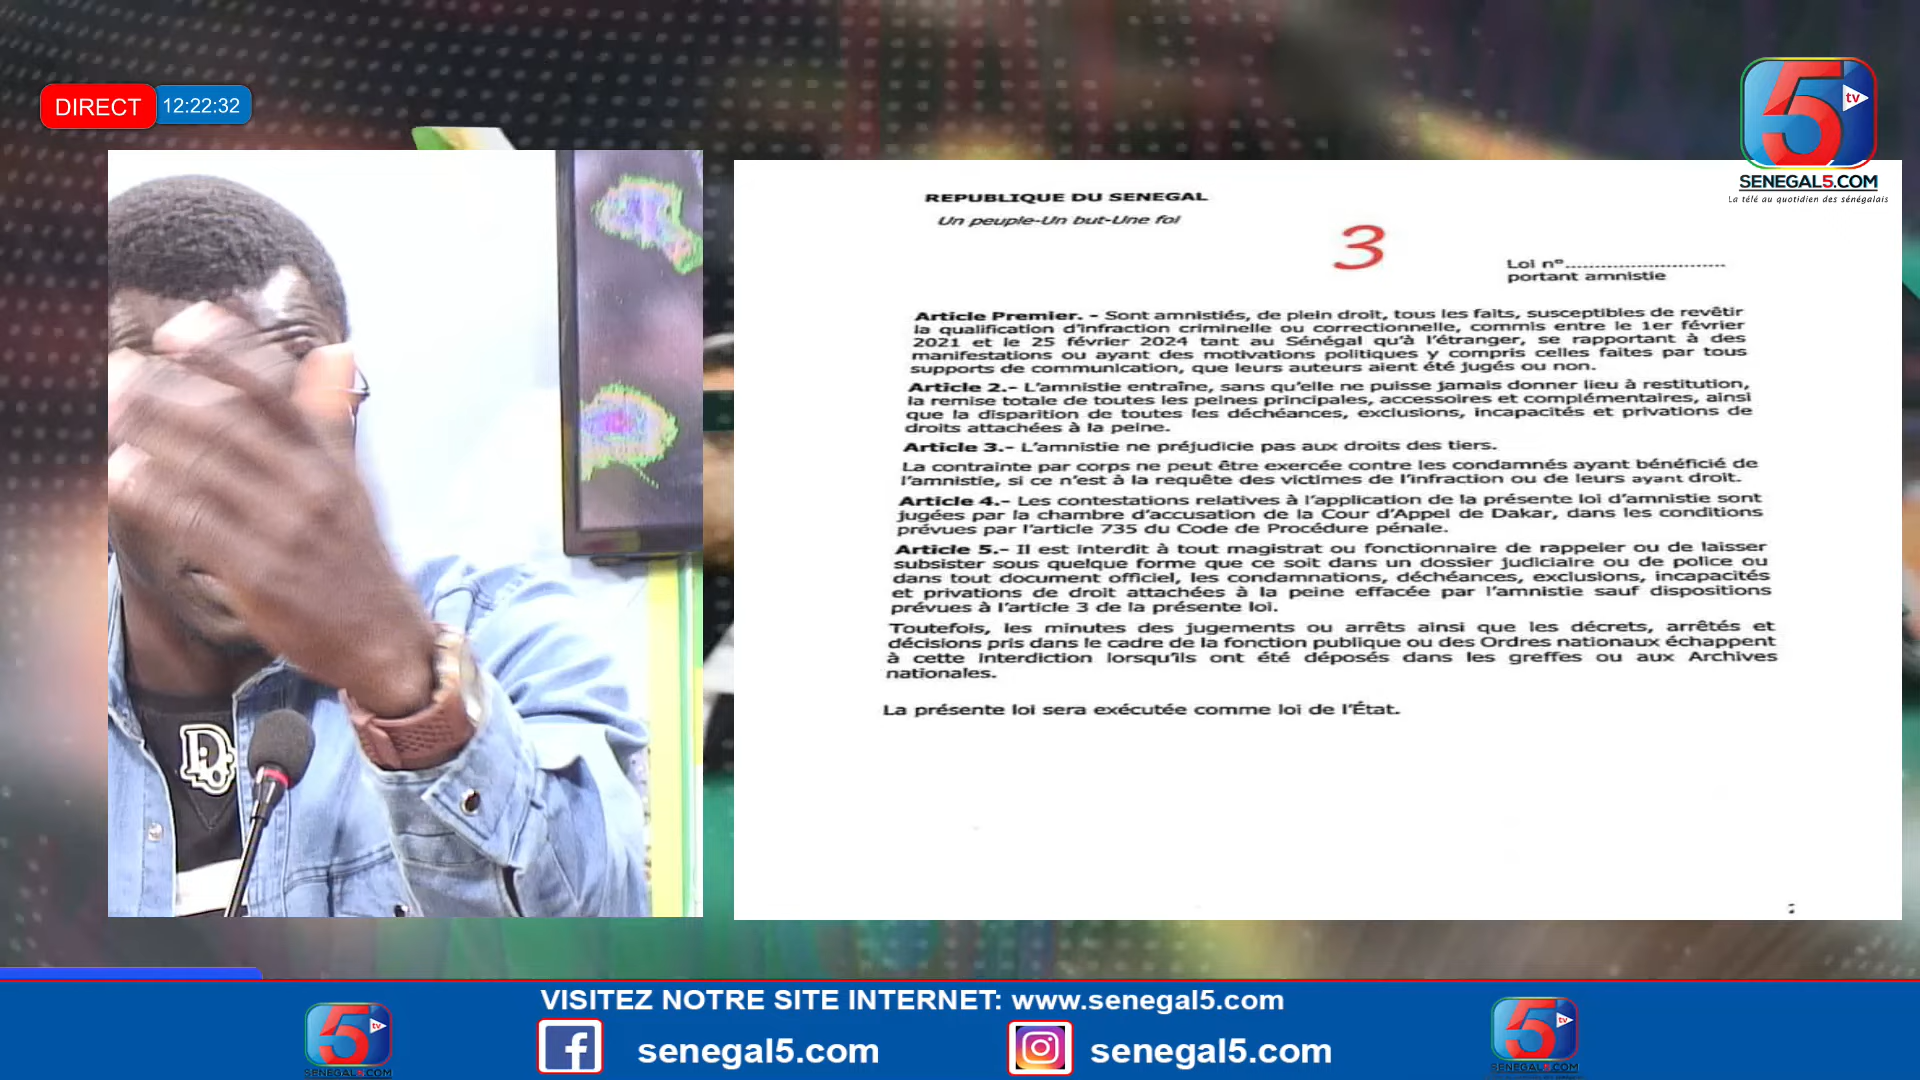 DIRECT 12:22:32
5 tv
SENEGAL5.COM
La télé au quotidien des sénégalais
REPUBLIQUE DU SENEGAL
Un peuple-Un but-Une foi
3
Loi n°...........................
portant amnistie
Article Premier. - Sont amnistiés, de plein droit, tous les faits, susceptibles de revêtir
la qualification d'infraction criminelle ou correctionnelle, commis entre le 1er février
2021 et le 25 février 2024 tant au Sénégal qu'à l'étranger, se rapportant à des
manifestations ou ayant des motivations politiques y compris celles faites par tous
supports de communication, que leurs auteurs aient été jugés ou non.
Article 2.- L'amnistie entraîne, sans qu'elle ne puisse jamais donner lieu à restitution,
la remise totale de toutes les peines principales, accessoires et complémentaires, ainsi
que la disparition de toutes les déchéances, exclusions, incapacités et privations de
droits attachées à la peine.
Article 3.- L'amnistie ne préjudicie pas aux droits des tiers.
La contrainte par corps ne peut être exercée contre les condamnés ayant bénéficié de
l'amnistie, si ce n'est à la requête des victimes de l'infraction ou de leurs ayant droit.
Article 4.- Les contestations relatives à l'application de la présente loi d'amnistie sont
jugées par la chambre d'accusation de la Cour d'Appel de Dakar, dans les conditions
prévues par l'article 735 du Code de Procédure pénale.
Article 5.- Il est interdit à tout magistrat ou fonctionnaire de rappeler ou de laisser
subsister sous quelque forme que ce soit dans un dossier judiciaire ou de police ou
dans tout document officiel, les condamnations, déchéances, exclusions, incapacités
et privations de droit attachées à la peine effacée par l'amnistie sauf dispositions
prévues à l'article 3 de la présente loi.
Toutefois, les minutes des jugements ou arrêts ainsi que les décrets, arrêtés et
décisions pris dans le cadre de la fonction publique ou des Ordres nationaux échappent
à cette interdiction lorsqu'ils ont été déposés dans les greffes ou aux Archives
nationales.
La présente loi sera exécutée comme loi de l'État.
VISITEZ NOTRE SITE INTERNET: www.senegal5.com
5 tv
SENEGAL5.COM
senegal5.com
senegal5.com
5 tv
SENEGAL5.COM